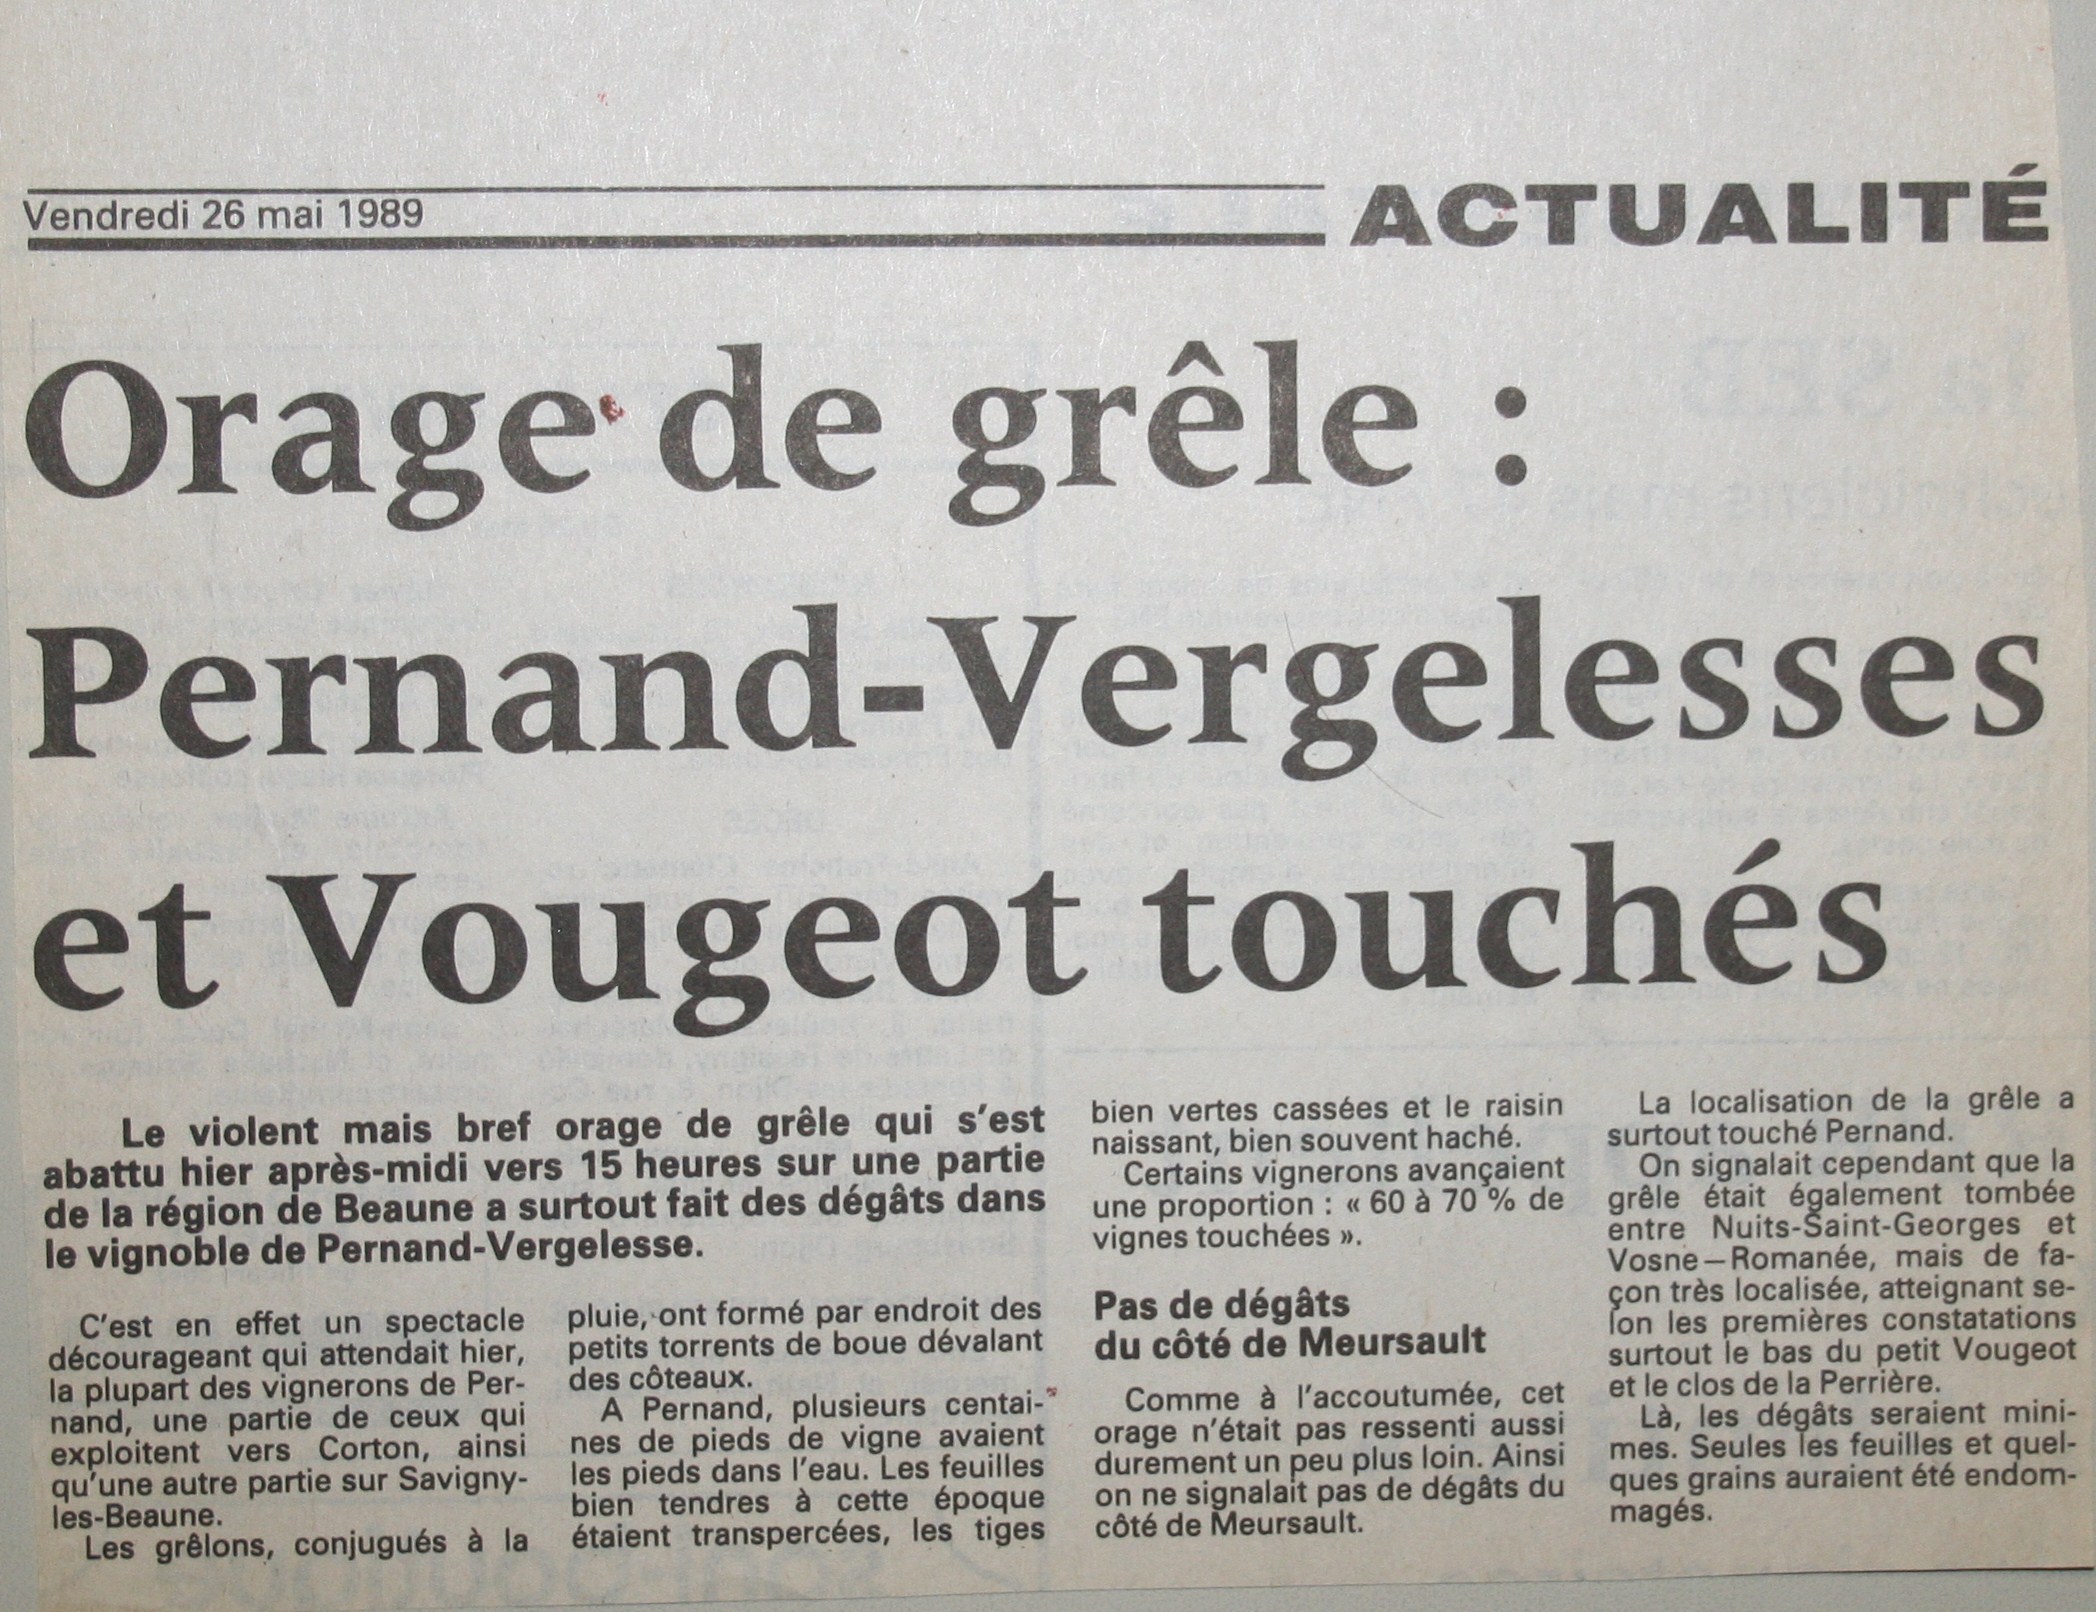 Vendredi 26 mai 1989
ACTUALITÉ
Orage de grêle :
Pernand-Vergelesses
et Vougeot touchés
Le violent mais bref orage de grêle qui s'est
abattu hier après-midi vers 15 heures sur une partie
de la région de Beaune a surtout fait des dégâts dans
le vignoble de Pernand-Vergelesse.
C'est en effet un spectacle
décourageant qui attendait hier,
la plupart des vignerons de Per-
nand, une partie de ceux qui
exploitent vers Corton, ainsi
qu'une autre partie sur Savigny-
les-Beaune.
Les grêlons, conjugués à la
pluie, ont formé par endroit des
petits torrents de boue dévalant
des côteaux.
A Pernand, plusieurs centai-
nes de pieds de vigne avaient
les pieds dans l'eau. Les feuilles
bien tendres à cette époque
étaient transpercées, les tiges
bien vertes cassées et le raisin
naissant, bien souvent haché.
Certains vignerons avançaient
une proportion : « 60 à 70 % de
vignes touchées ».
Pas de dégâts
du côté de Meursault
Comme à l'accoutumée, cet
orage n'était pas ressenti aussi
durement un peu plus loin. Ainsi
on ne signalait pas de dégâts du
côté de Meursault.
La localisation de la grêle a
surtout touché Pernand.
On signalait cependant que la
grêle était également tombée
entre Nuits-Saint-Georges et
Vosne—Romanée, mais de fa-
çon très localisée, atteignant se-
lon les premières constatations
surtout le bas du petit Vougeot
et le clos de la Perrière.
Là, les dégâts seraient mini-
mes. Seules les feuilles et quel-
ques grains auraient été endom-
magés.